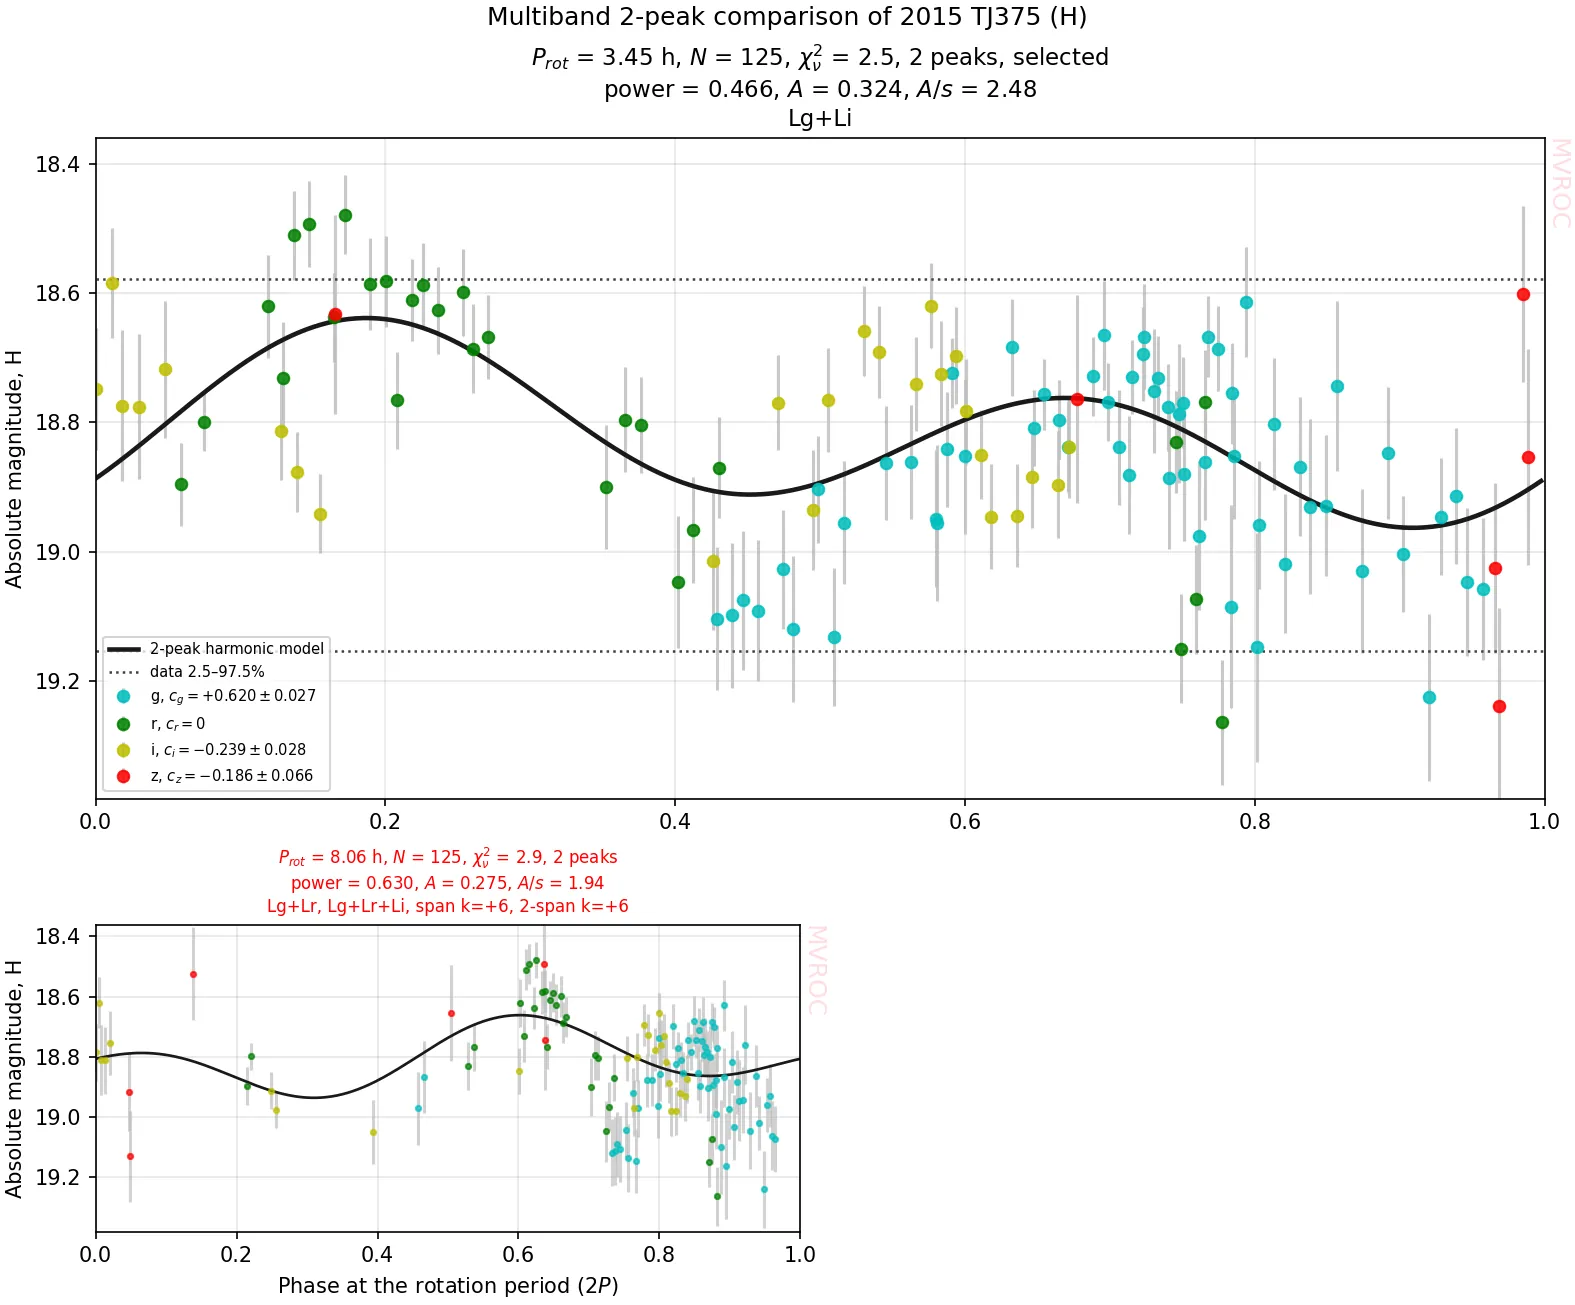 Multiband 2-peak comparison of 2015 TJ375 (H)
P_rot = 3.45 h, N = 125, χ²_ν = 2.5, 2 peaks, selected
power = 0.466, A = 0.324, A/s = 2.48
Lg+Li
MVROC
18.4
18.6
18.8
19.0
19.2
Absolute magnitude, H
2-peak harmonic model
data 2.5–97.5%
g, c_g = +0.620 ± 0.027
r, c_r = 0
i, c_i = −0.239 ± 0.028
z, c_z = −0.186 ± 0.066
0.0 0.2 0.4 0.6 0.8 1.0
P_rot = 8.06 h, N = 125, χ²_ν = 2.9, 2 peaks
power = 0.630, A = 0.275, A/s = 1.94
Lg+Lr, Lg+Lr+Li, span k=+6, 2-span k=+6
MVROC
18.4
18.6
18.8
19.0
19.2
Absolute magnitude, H
0.0 0.2 0.4 0.6 0.8 1.0
Phase at the rotation period (2P)